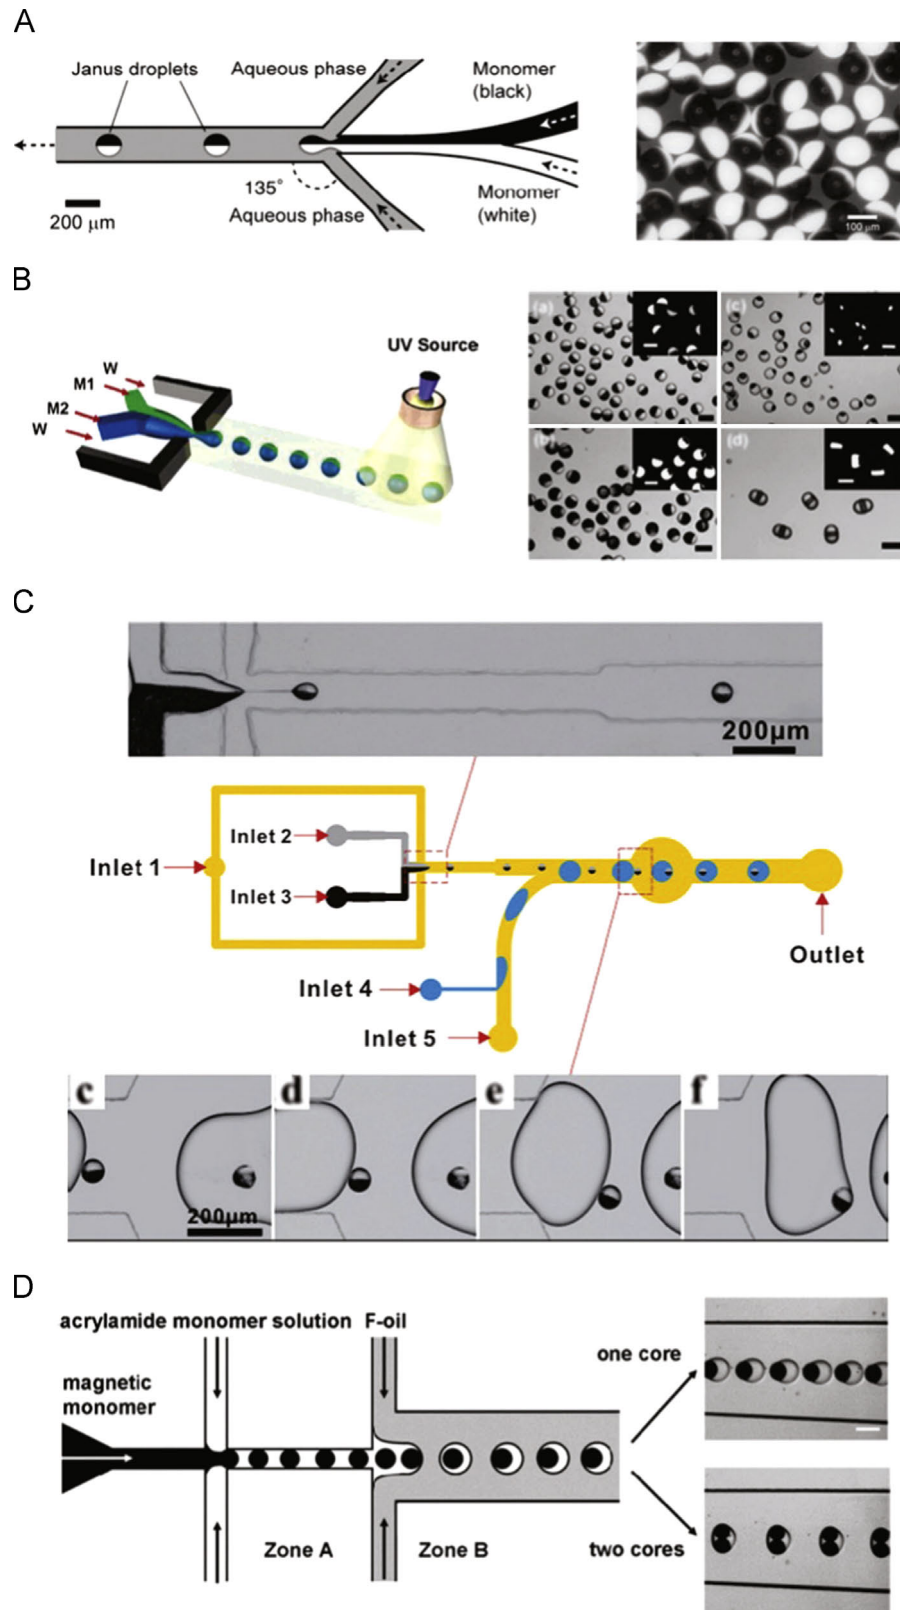 A
Janus droplets
Aqueous phase
Monomer
(black)
135°
Aqueous phase
Monomer
(white)
200 µm
100 µm
B
UV Source
W
M1
M2
W
(a)
(c)
(b)
(d)
C
200µm
Inlet 1
Inlet 2
Inlet 3
Inlet 4
Inlet 5
Outlet
c
d
e
f
200µm
D
acrylamide monomer solution
F-oil
magnetic
monomer
one core
Zone A
Zone B
two cores